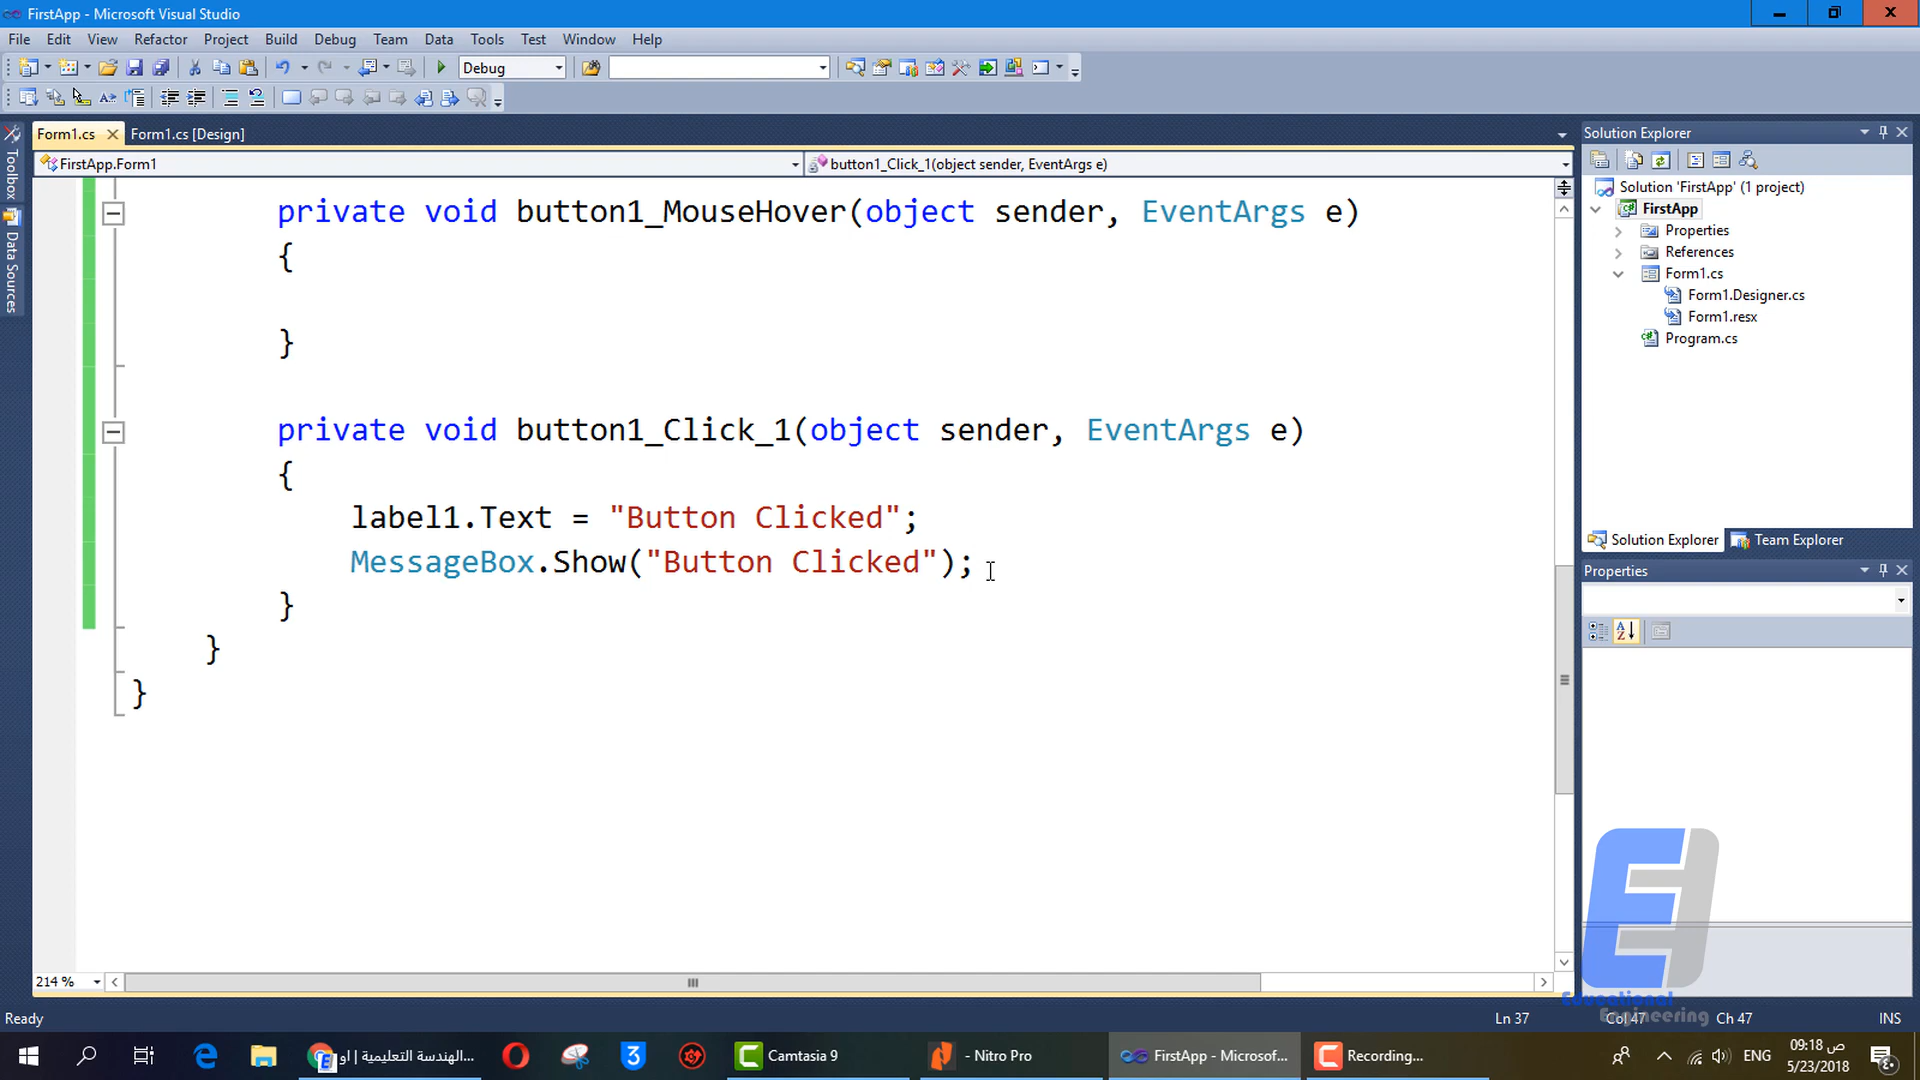 FirstApp - Microsoft Visual Studio
File Edit View Refactor Project Build Debug Team Data Tools Test Window Help
Debug
Form1.cs Form1.cs [Design]
FirstApp.Form1 button1_Click_1(object sender, EventArgs e)
Toolbox
Data Sources
private void button1_MouseHover(object sender, EventArgs e)
{
}
private void button1_Click_1(object sender, EventArgs e)
{
label1.Text = "Button Clicked";
MessageBox.Show("Button Clicked");
}
}
}
214 %
Solution Explorer
Solution 'FirstApp' (1 project)
FirstApp
Properties
References
Form1.cs
Form1.Designer.cs
Form1.resx
Program.cs
Solution Explorer Team Explorer
Properties
Educational
Engineering
Ready Ln 37 Col 47 Ch 47 INS
الهندسة التعليمية | او...
Camtasia 9
- Nitro Pro
FirstApp - Microsof...
Recording...
ENG
09:18 ص
5/23/2018